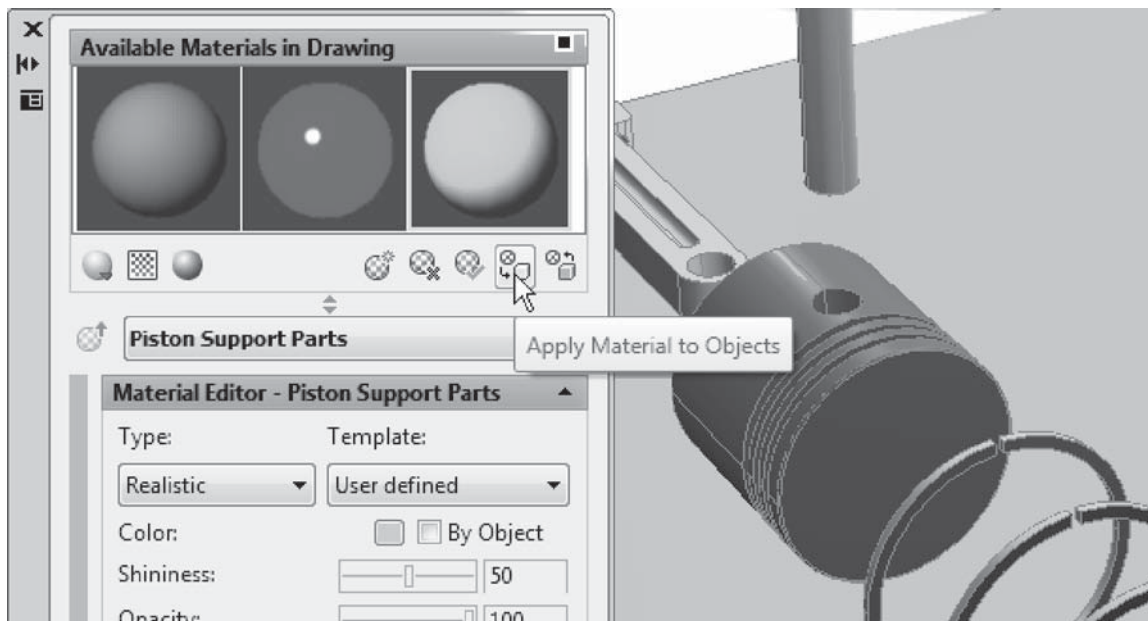 Available Materials in Drawing
Piston Support Parts
Apply Material to Objects
Material Editor - Piston Support Parts
Type: Template:
Realistic User defined
Color: By Object
Shininess: 50
Opacity: 100